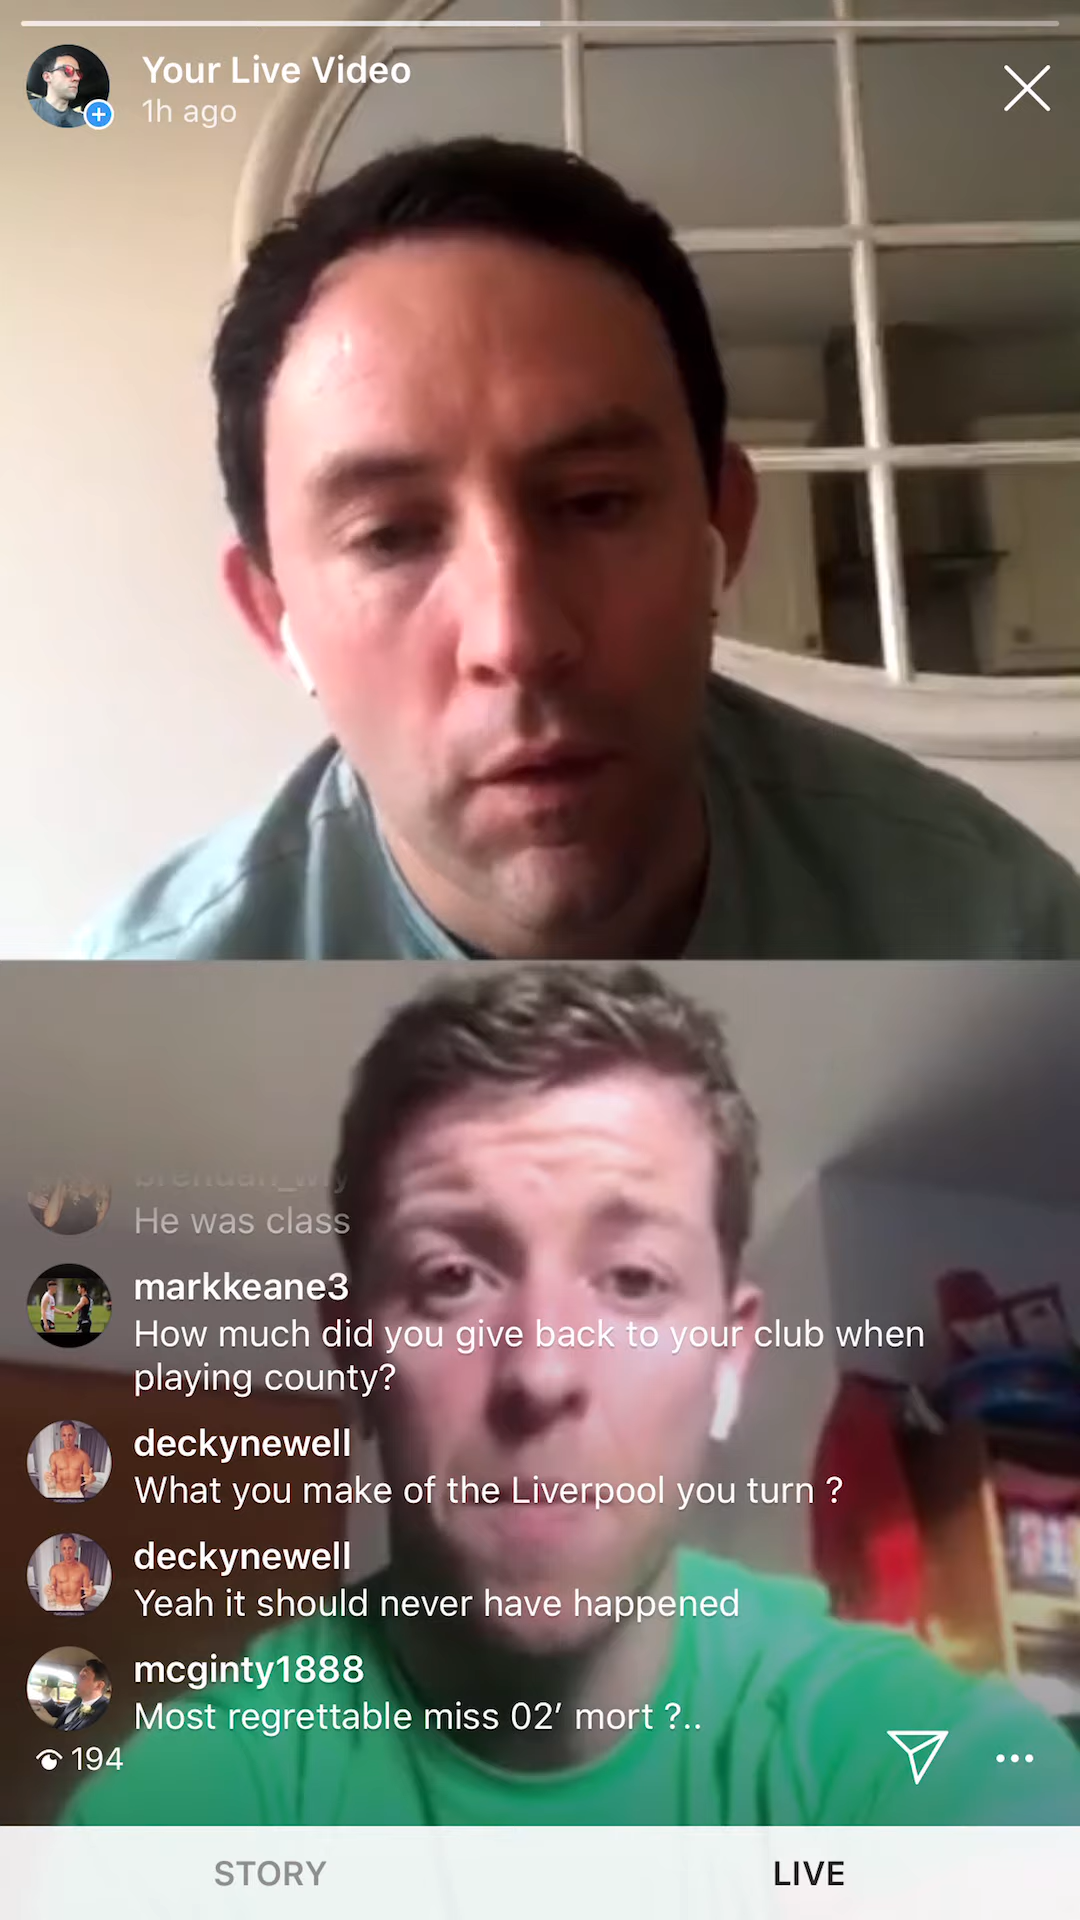 Your Live Video
1h ago
He was class
markkeane3
How much did you give back to your club when
playing county?
deckynewell
What you make of the Liverpool you turn ?
deckynewell
Yeah it should never have happened
mcginty1888
Most regrettable miss 02’ mort ?..
194
STORY
LIVE